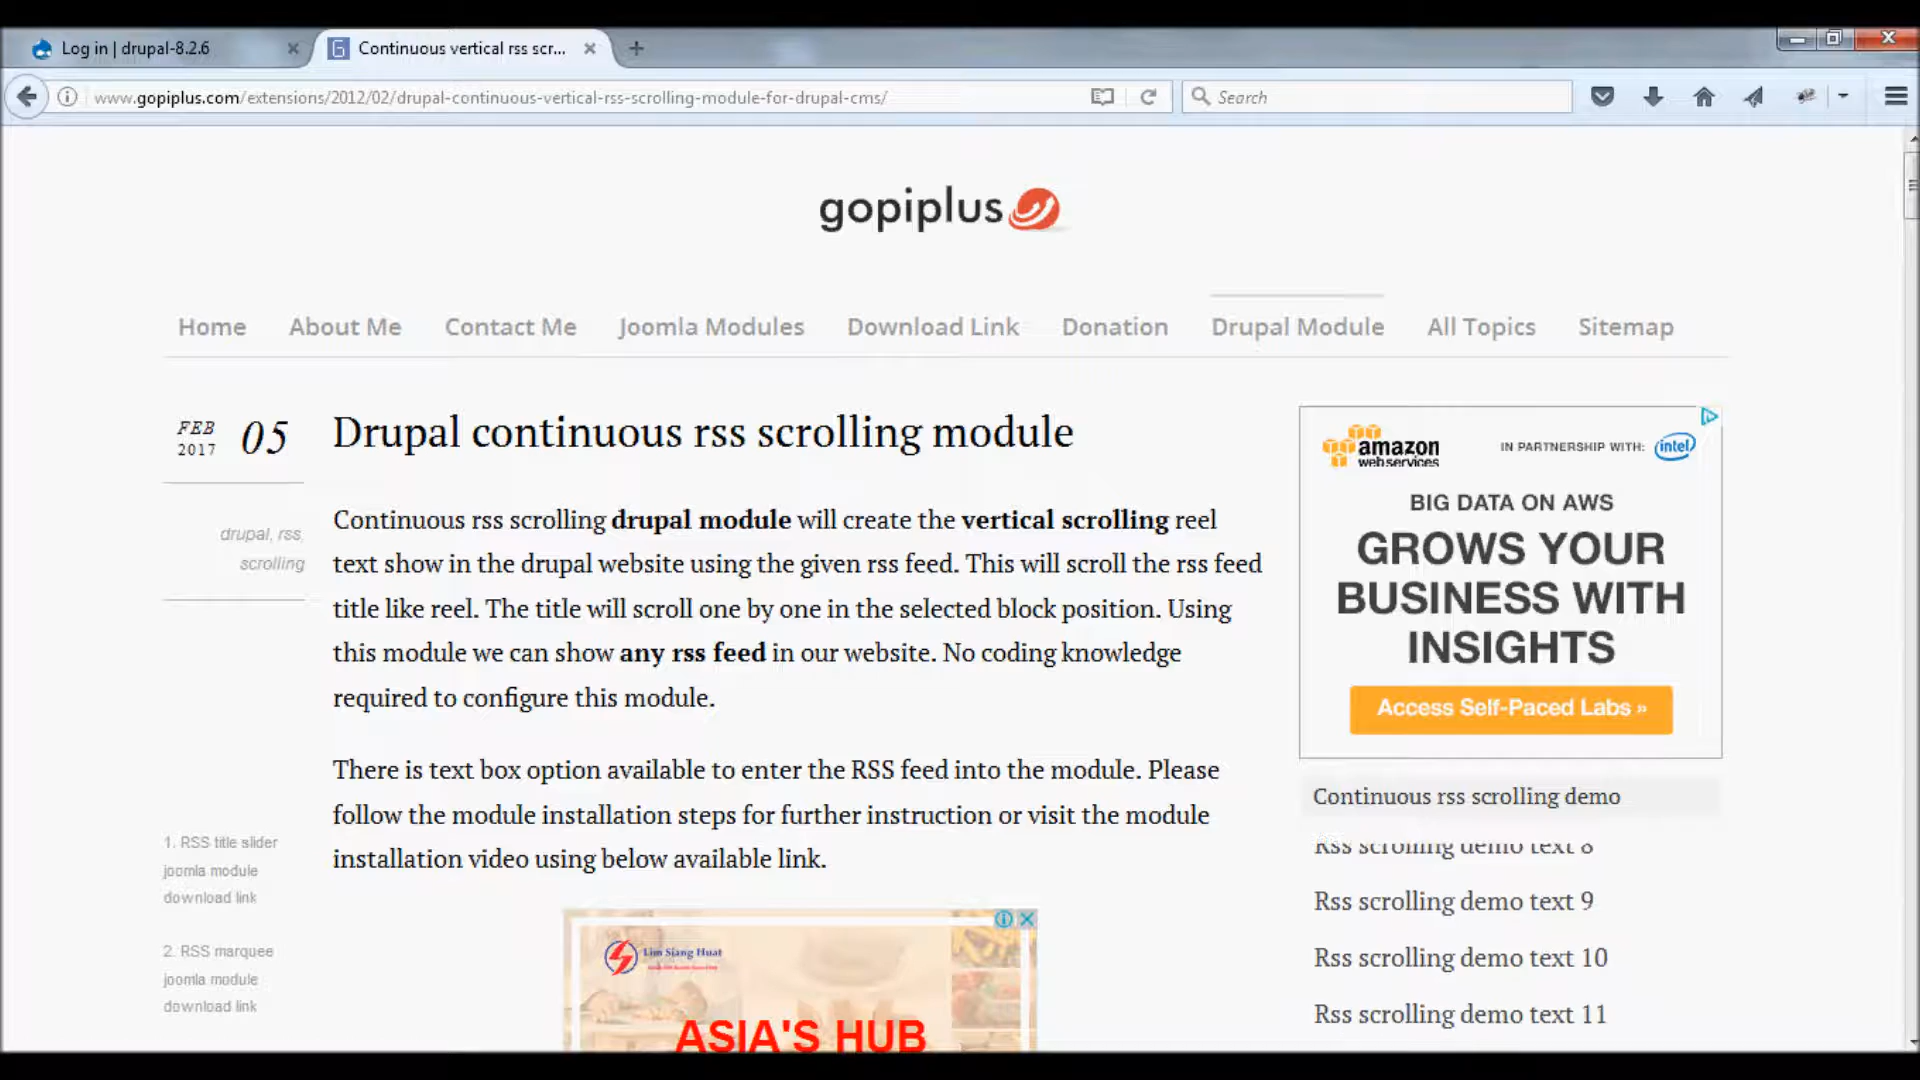 Log in | drupal-8.2.6
Continuous vertical rss scr...
www.gopiplus.com/extensions/2012/02/drupal-continuous-vertical-rss-scrolling-module-for-drupal-cms/
Search
gopiplus
Home About Me Contact Me Joomla Modules Download Link Donation Drupal Module All Topics Sitemap
FEB
2017
05
drupal, rss,
scrolling
Drupal continuous rss scrolling module
Continuous rss scrolling drupal module will create the vertical scrolling reel
text show in the drupal website using the given rss feed. This will scroll the rss feed
title like reel. The title will scroll one by one in the selected block position. Using
this module we can show any rss feed in our website. No coding knowledge
required to configure this module.
There is text box option available to enter the RSS feed into the module. Please
follow the module installation steps for further instruction or visit the module
installation video using below available link.
1. RSS title slider
joomla module
download link
2. RSS marquee
joomla module
download link
Lim Siang Huat
ASIA'S HUB
amazon
webservices
IN PARTNERSHIP WITH:
intel
BIG DATA ON AWS
GROWS YOUR
BUSINESS WITH
INSIGHTS
Access Self-Paced Labs »
Continuous rss scrolling demo
Rss scrolling demo text 8
Rss scrolling demo text 9
Rss scrolling demo text 10
Rss scrolling demo text 11